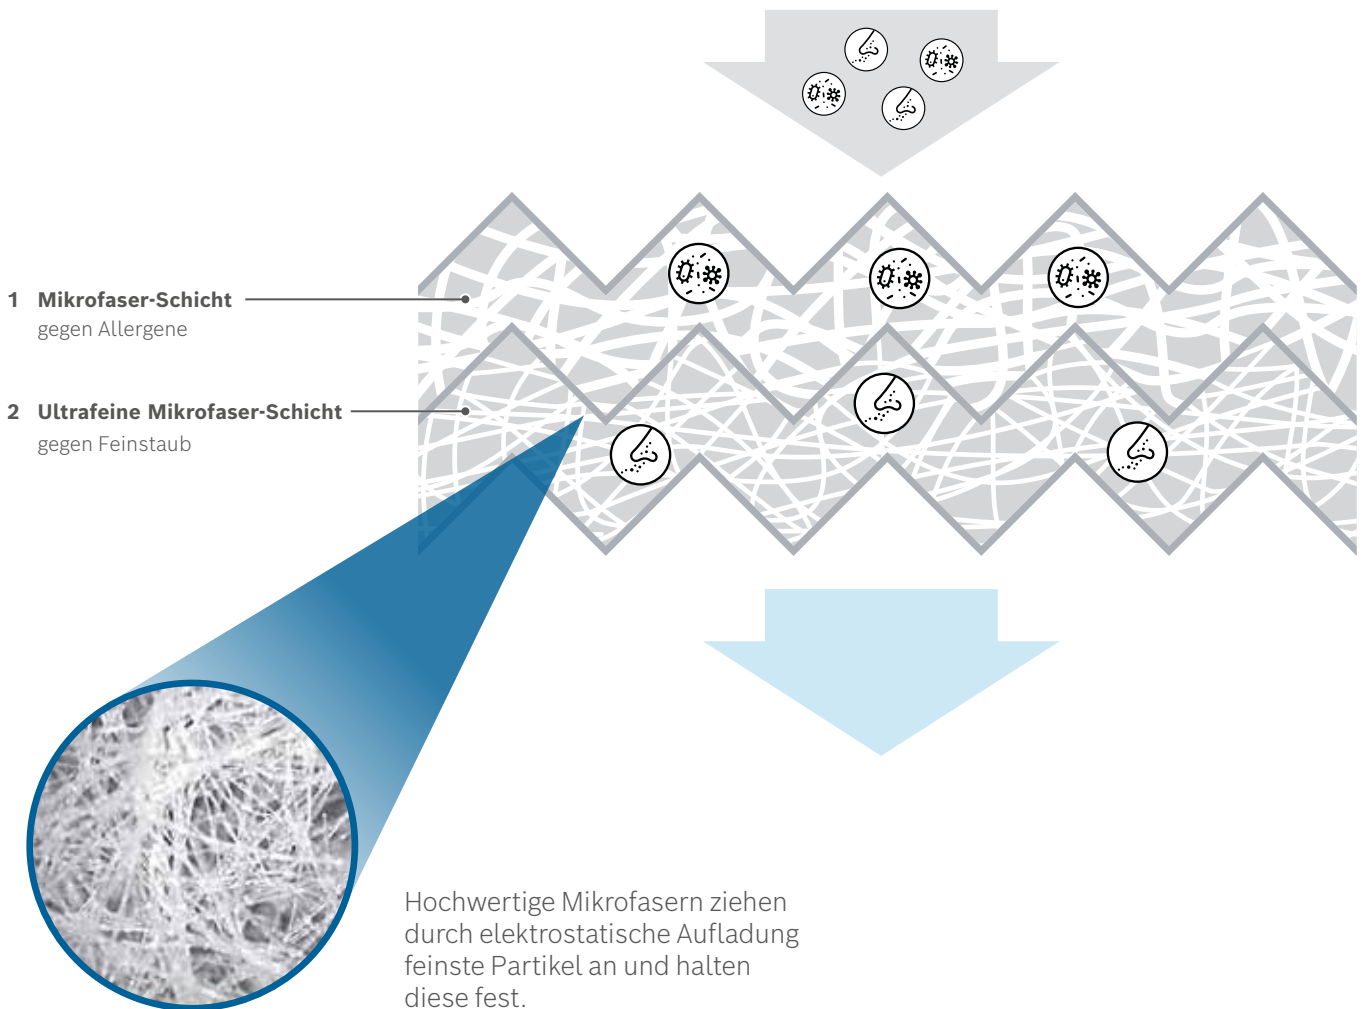 1 Mikrofaser-Schicht
gegen Allergene
2 Ultrafeine Mikrofaser-Schicht
gegen Feinstaub
Hochwertige Mikrofasern ziehen
durch elektrostatische Aufladung
feinste Partikel an und halten
diese fest.